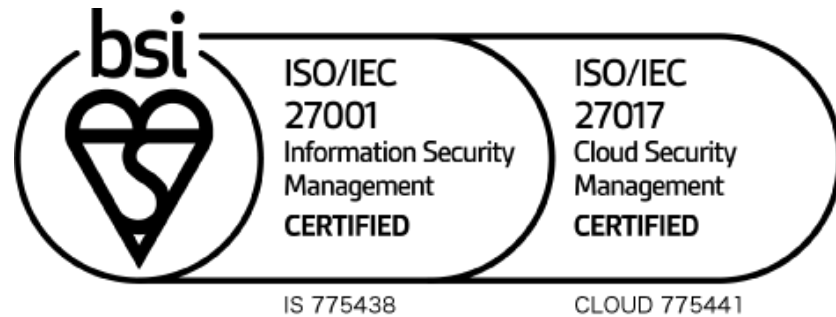 bsi
ISO/IEC
27001
Information Security
Management
CERTIFIED
IS 775438
ISO/IEC
27017
Cloud Security
Management
CERTIFIED
CLOUD 775441